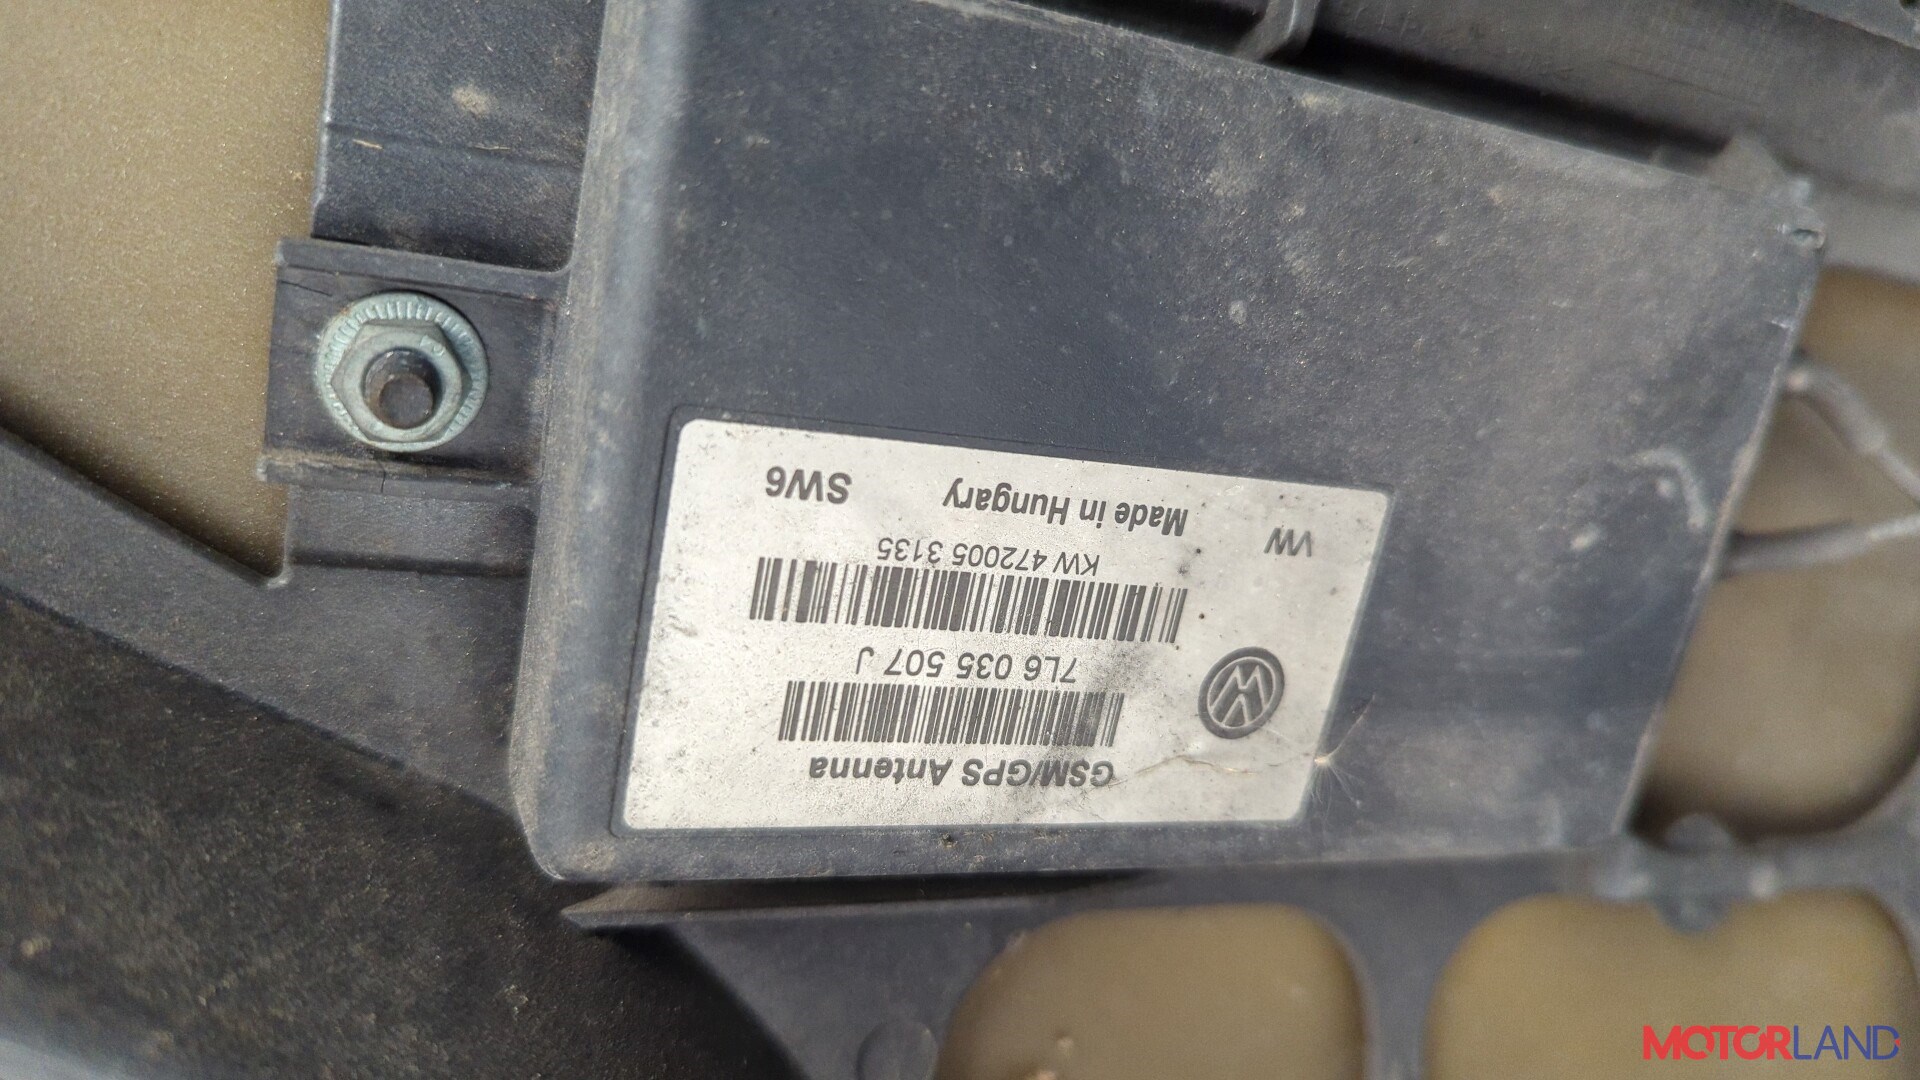 GSM/GPS Antenna
7L6 035 507 J
KW 472005 3135
VW Made in Hungary SW6
MOTORLAND